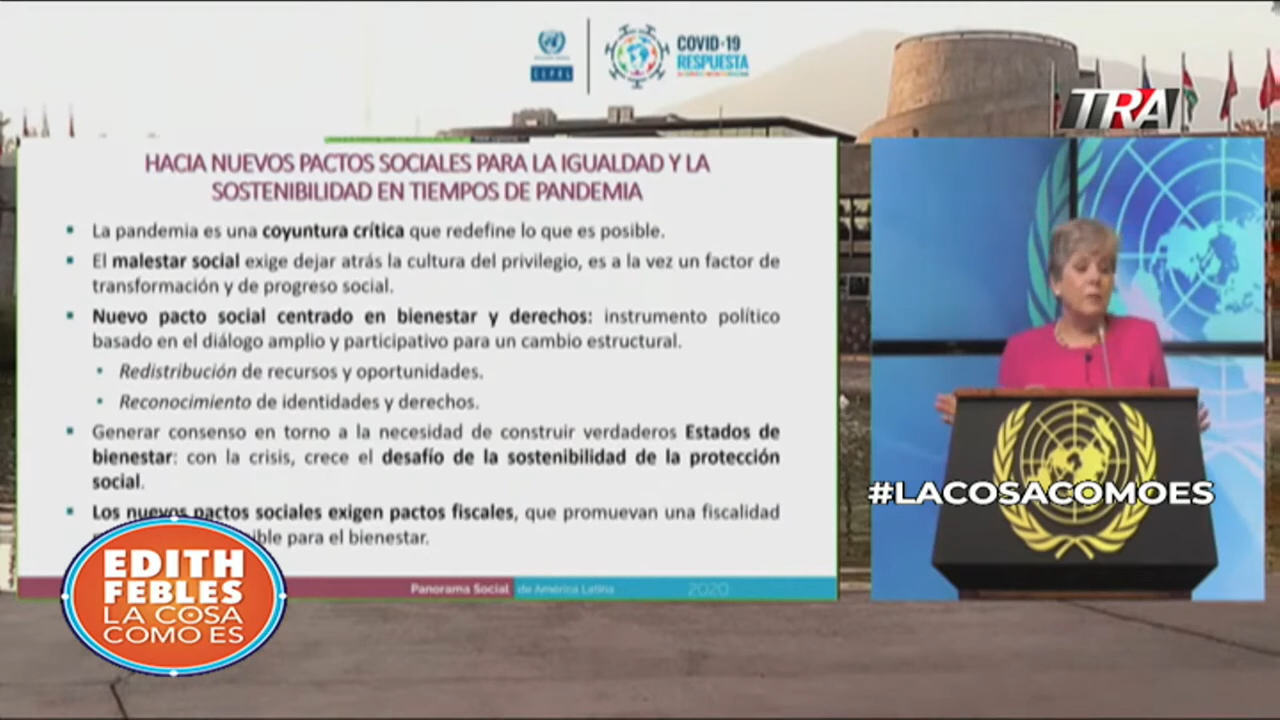 CEPAL
COVID-19
RESPUESTA
TRA
HACIA NUEVOS PACTOS SOCIALES PARA LA IGUALDAD Y LA
SOSTENIBILIDAD EN TIEMPOS DE PANDEMIA
▪ La pandemia es una coyuntura crítica que redefine lo que es posible.
▪ El malestar social exige dejar atrás la cultura del privilegio, es a la vez un factor de
transformación y de progreso social.
▪ Nuevo pacto social centrado en bienestar y derechos: instrumento político
basado en el diálogo amplio y participativo para un cambio estructural.
• Redistribución de recursos y oportunidades.
• Reconocimiento de identidades y derechos.
▪ Generar consenso en torno a la necesidad de construir verdaderos Estados de
bienestar: con la crisis, crece el desafío de la sostenibilidad de la protección
social.
▪ Los nuevos pactos sociales exigen pactos fiscales, que promuevan una fiscalidad
para el bienestar.
Panorama Social de América Latina 2020
#LACOSACOMOES
EDITH
FEBLES
LA COSA
COMO ES